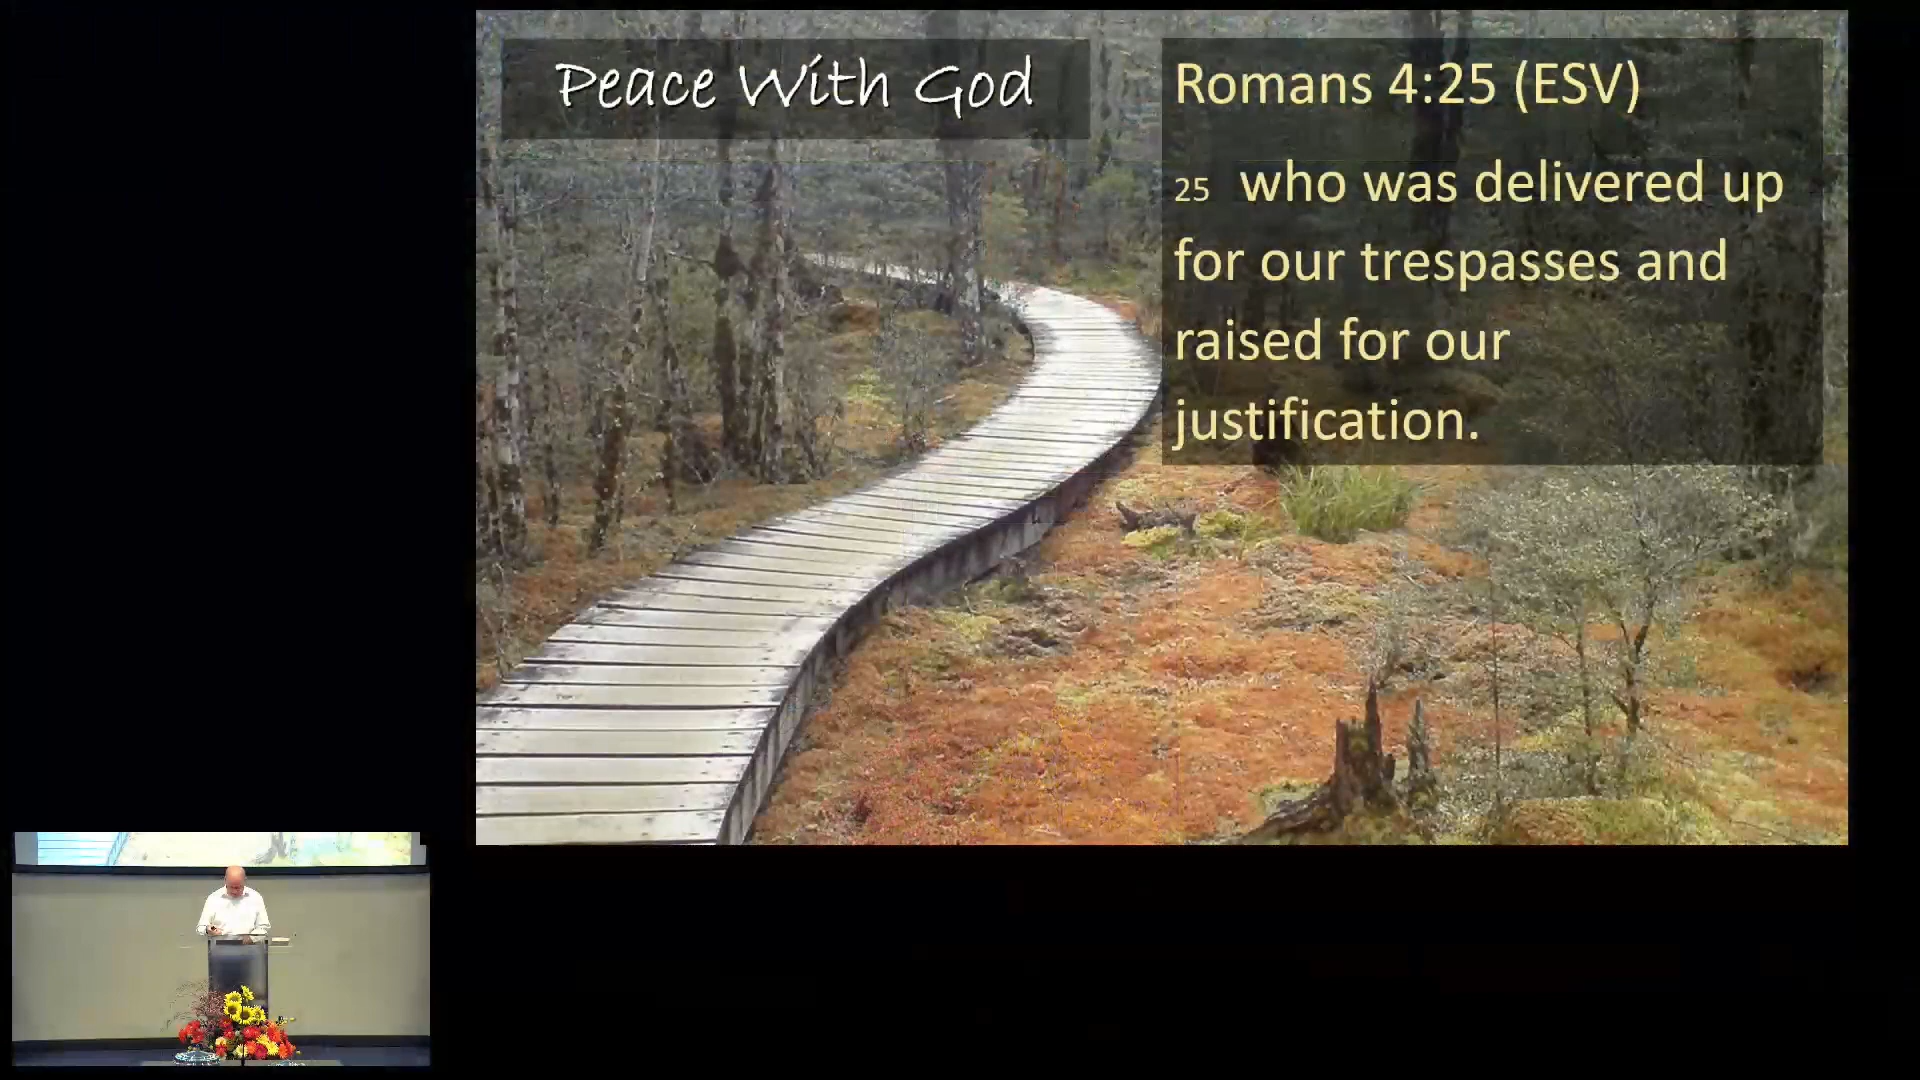 Peace With God
Romans 4:25 (ESV)
25 who was delivered up
for our trespasses and
raised for our
justification.